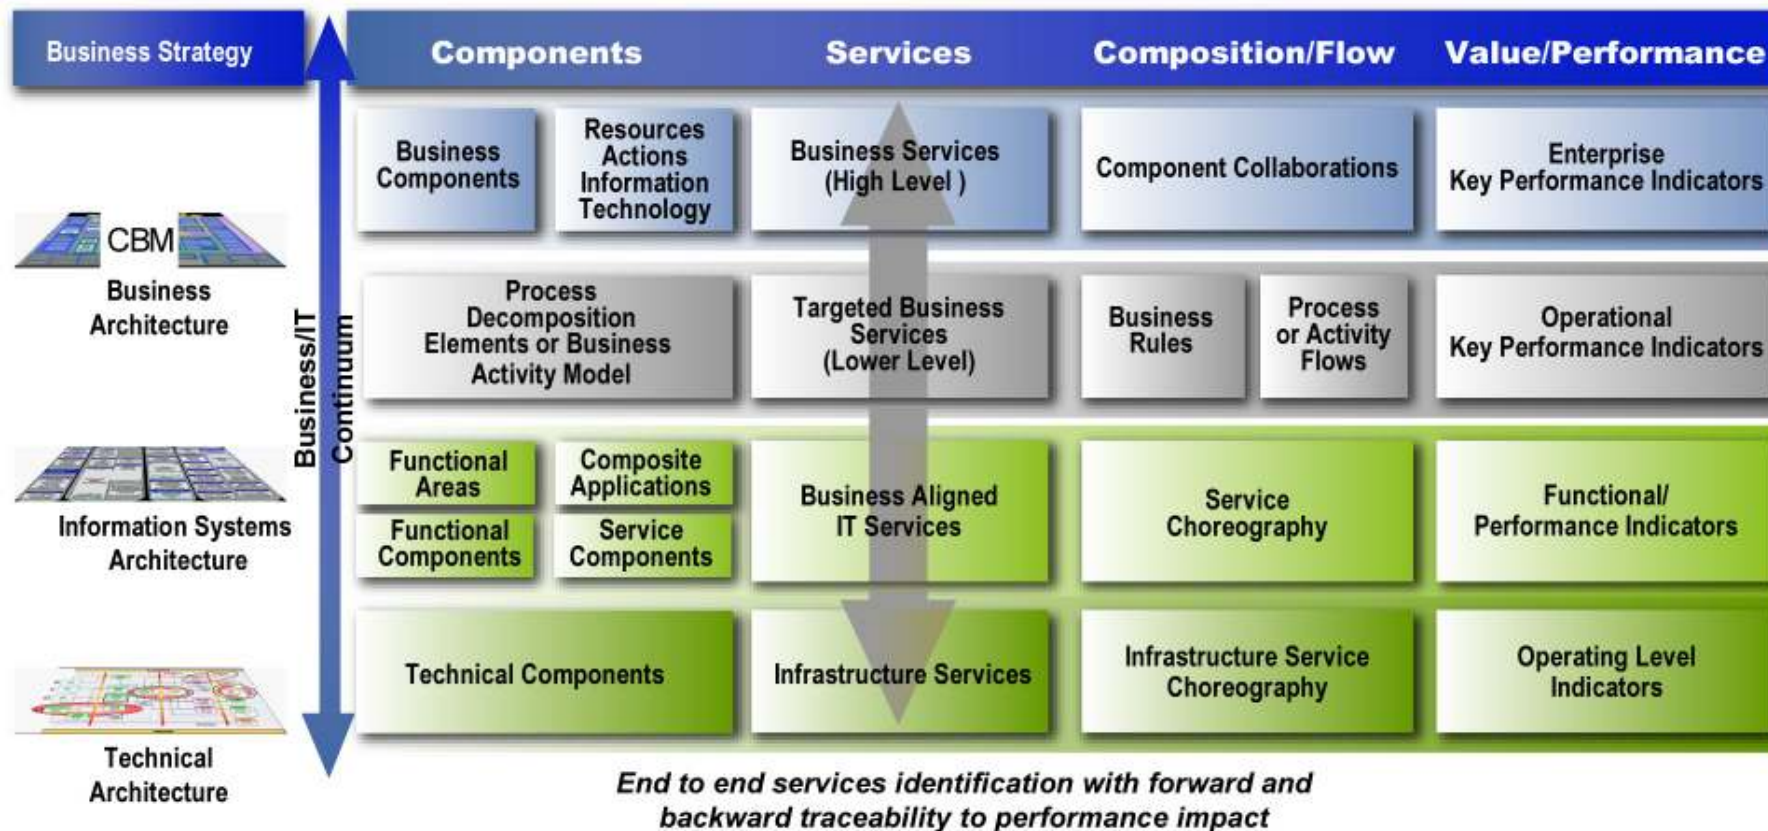 Business Strategy
Components
Services
Composition/Flow
Value/Performance
Business
Components
Resources
Actions
Information
Technology
Business Services
(High Level )
Component Collaborations
Enterprise
Key Performance Indicators
CBM
Business
Architecture
Business/IT
Continuum
Process
Decomposition
Elements or Business
Activity Model
Targeted Business
Services
(Lower Level)
Business
Rules
Process
or Activity
Flows
Operational
Key Performance Indicators
Information Systems
Architecture
Functional
Areas
Composite
Applications
Functional
Components
Service
Components
Business Aligned
IT Services
Service
Choreography
Functional/
Performance Indicators
Technical
Architecture
Technical Components
Infrastructure Services
Infrastructure Service
Choreography
Operating Level
Indicators
End to end services identification with forward and
backward traceability to performance impact